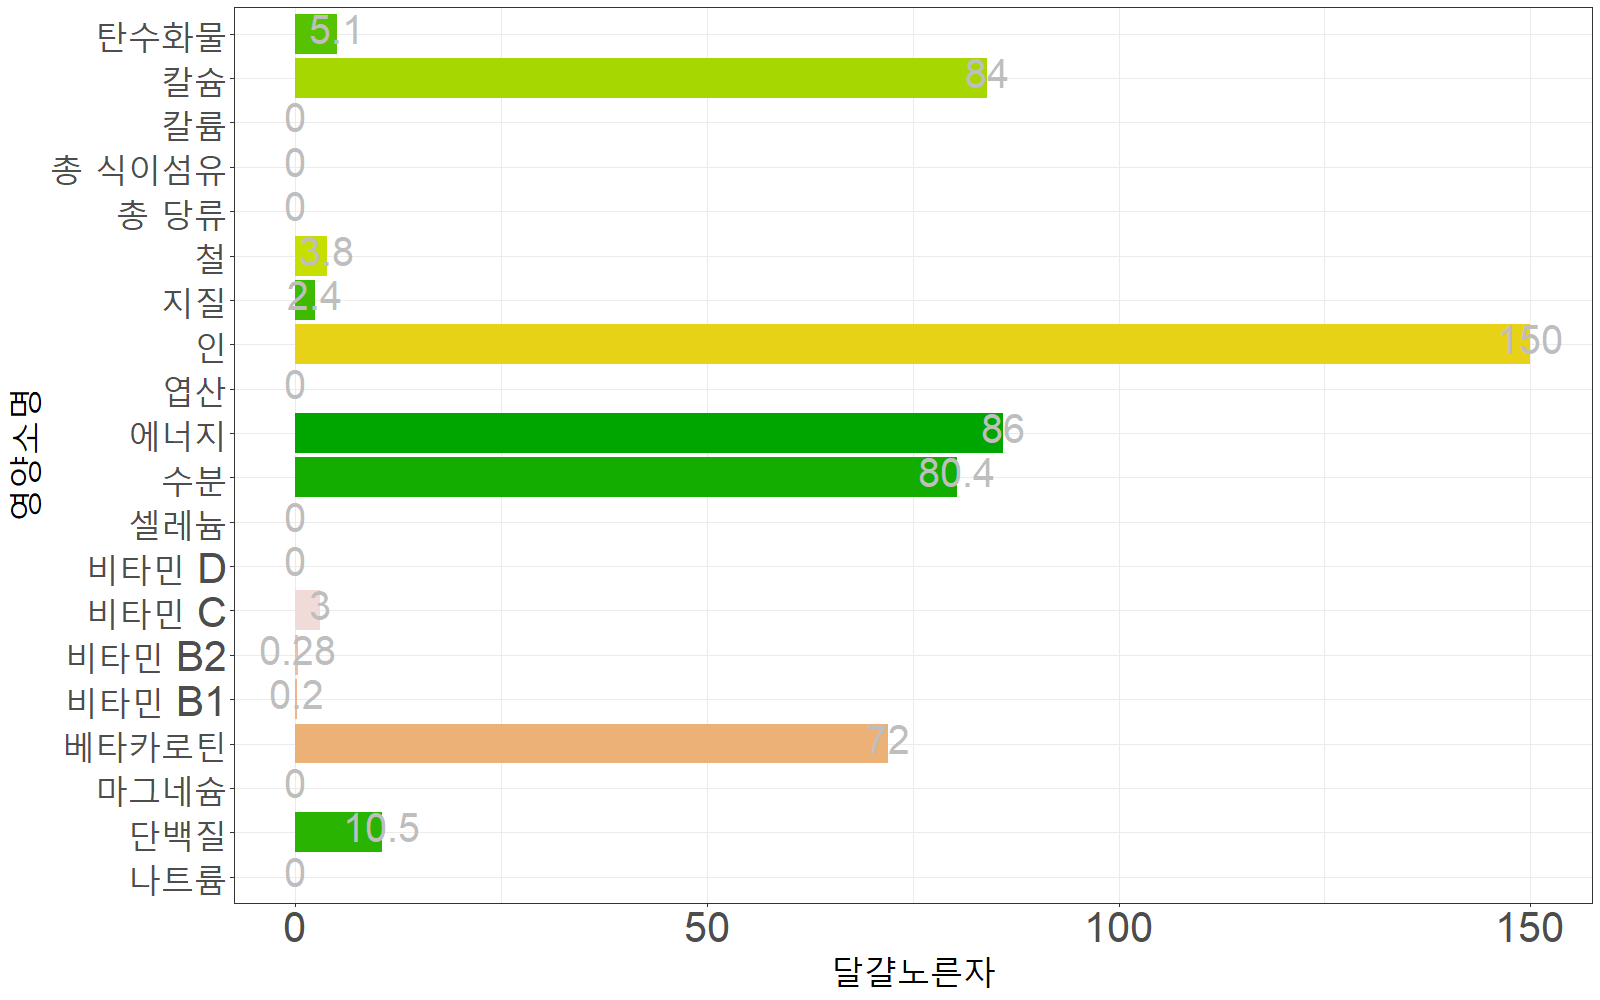 탄수화물 5.1
칼슘 84
칼륨 0
총 식이섬유 0
총 당류 0
철 3.8
지질 2.4
인 150
엽산 0
에너지 86
수분 80.4
셀레늄 0
비타민 D 0
비타민 C 3
비타민 B2 0.28
비타민 B1 0.2
베타카로틴 72
마그네슘 0
단백질 10.5
나트륨 0
영양소명
0 50 100 150
달걀노른자